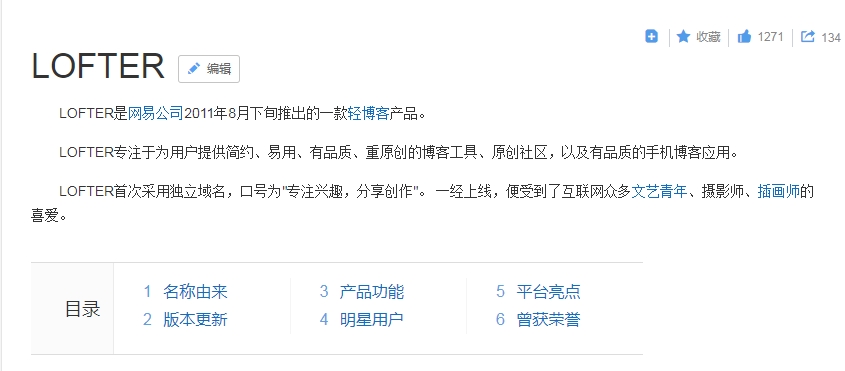 收藏 1271 134
LOFTER 编辑
LOFTER是网易公司2011年8月下旬推出的一款轻博客产品。
LOFTER专注于为用户提供简约、易用、有品质、重原创的博客工具、原创社区，以及有品质的手机博客应用。
LOFTER首次采用独立域名，口号为"专注兴趣，分享创作"。 一经上线，便受到了互联网众多文艺青年、摄影师、插画师的
喜爱。
目录
1 名称由来
2 版本更新
3 产品功能
4 明星用户
5 平台亮点
6 曾获荣誉